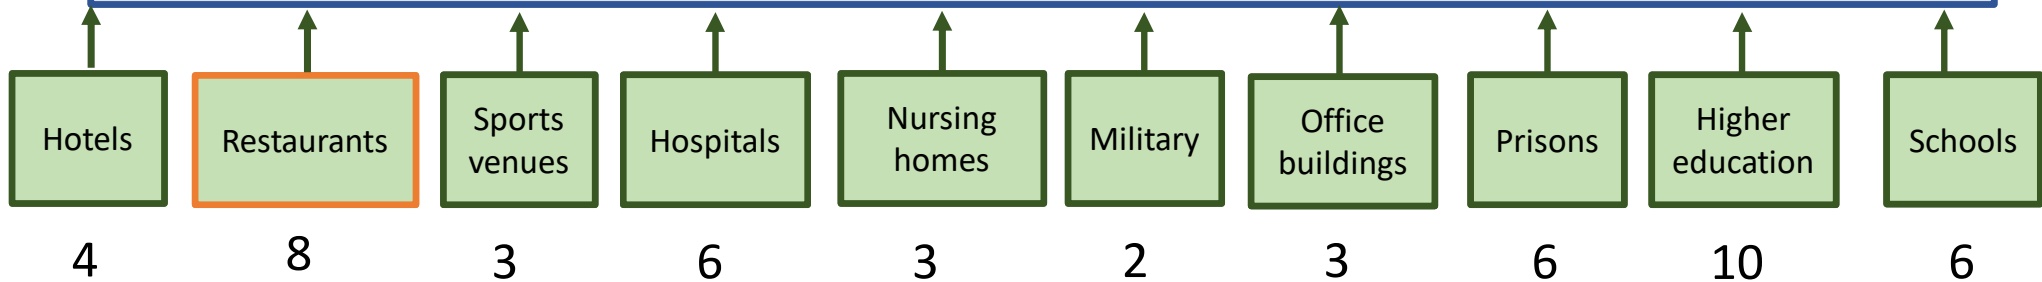 Hotels
Restaurants
Sports
venues
Hospitals
Nursing
homes
Military
Office
buildings
Prisons
Higher
education
Schools
4
8
3
6
3
2
3
6
10
6